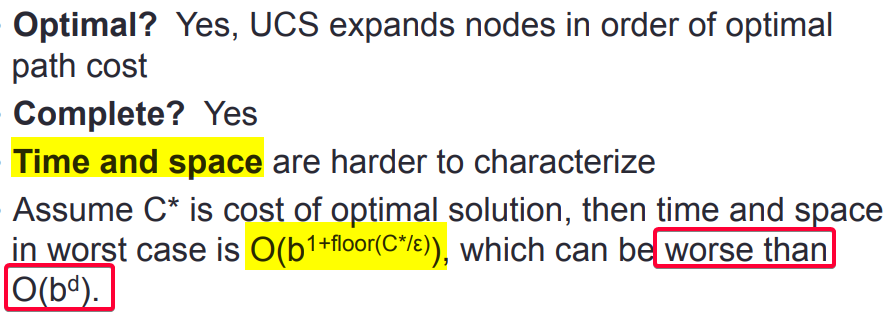 Optimal? Yes, UCS expands nodes in order of optimal
path cost
Complete? Yes
Time and space are harder to characterize
Assume C* is cost of optimal solution, then time and space
in worst case is O(b^1+floor(C*/ε)), which can be worse than
O(b^d).